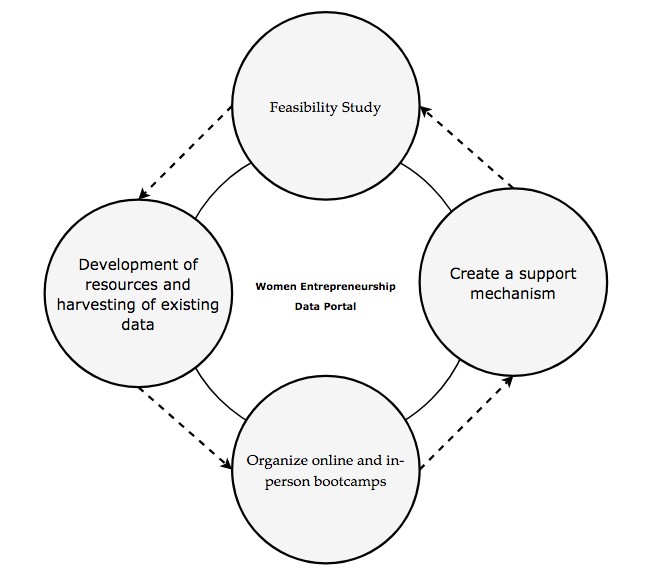 Feasibility Study
Development of
resources and
harvesting of existing
data
Women Entrepreneurship
Data Portal
Create a support
mechanism
Organize online and in-
person bootcamps